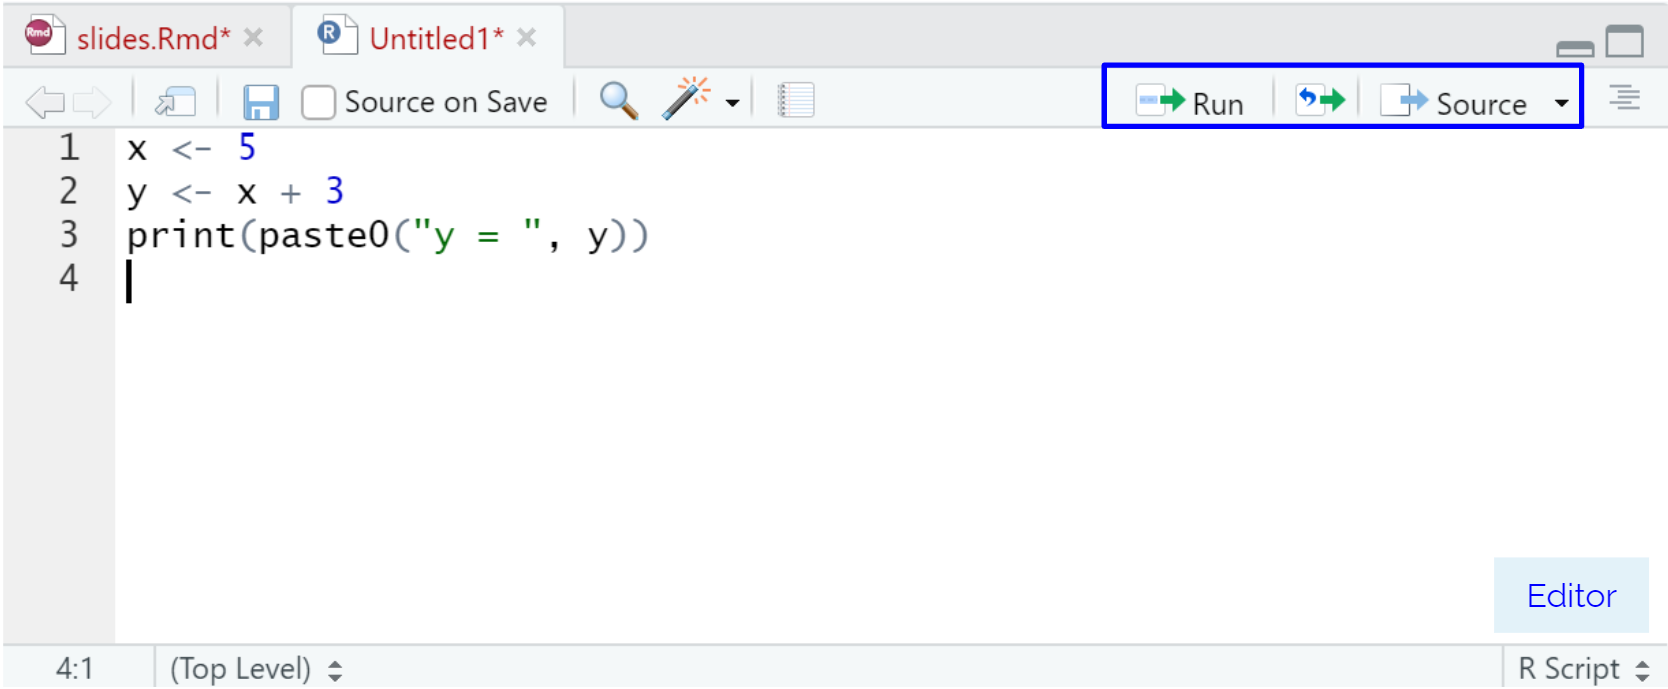 Rmd slides.Rmd* R Untitled1*
Source on Save Run Source
1 x <- 5
2 y <- x + 3
3 print(paste0("y = ", y))
4
Editor
4:1 (Top Level) R Script